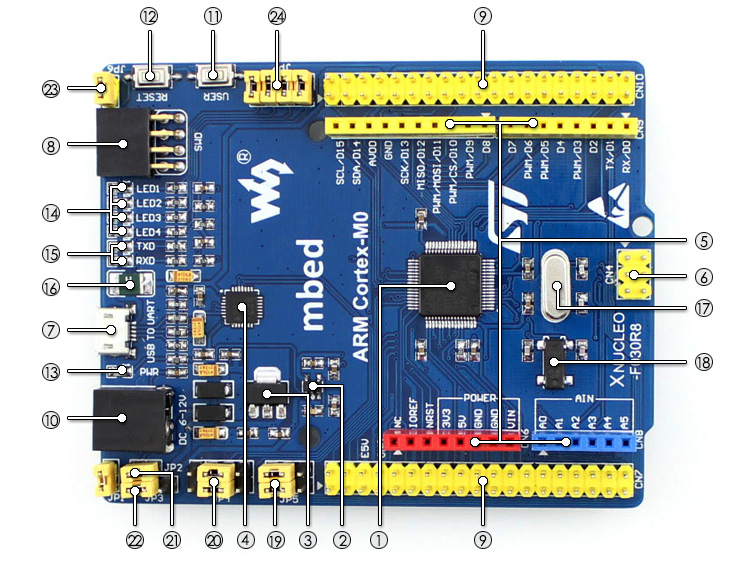 ⑫ ⑪ ㉔ ⑨
㉓ ⑧ ⑭ ⑮ ⑯ ⑦ ⑬ ⑩
JP6
RESET
USER
CN10
CN9
SWD
SCL/D15
SDA/D14
AVDD
GND
SCK/D13
MISO/D12
PWM/MOSI/D11
PWM/CS/D10
PWM/D9
D8
D7
PWM/D6
PWM/D5
D4
PWM/D3
D2
TX/D1
RX/D0
®
LED1
LED2
LED3
LED4
TXD
RXD
USB TO UART
PWR
DC 6-12V
mbed
ARM Cortex-M0
ST
CN4
XNUCLEO
-F030R8
POWER
NC
IOREF
NRST
3V3
5V
GND
GND
VIN
CN6
AIN
A0
A1
A2
A3
A4
A5
CN8
E5V
CN7
JP2
JP3
JP5
⑤ ⑥ ⑰ ⑱
㉒ ㉑ ⑳ ④ ⑲ ③ ② ① ⑨